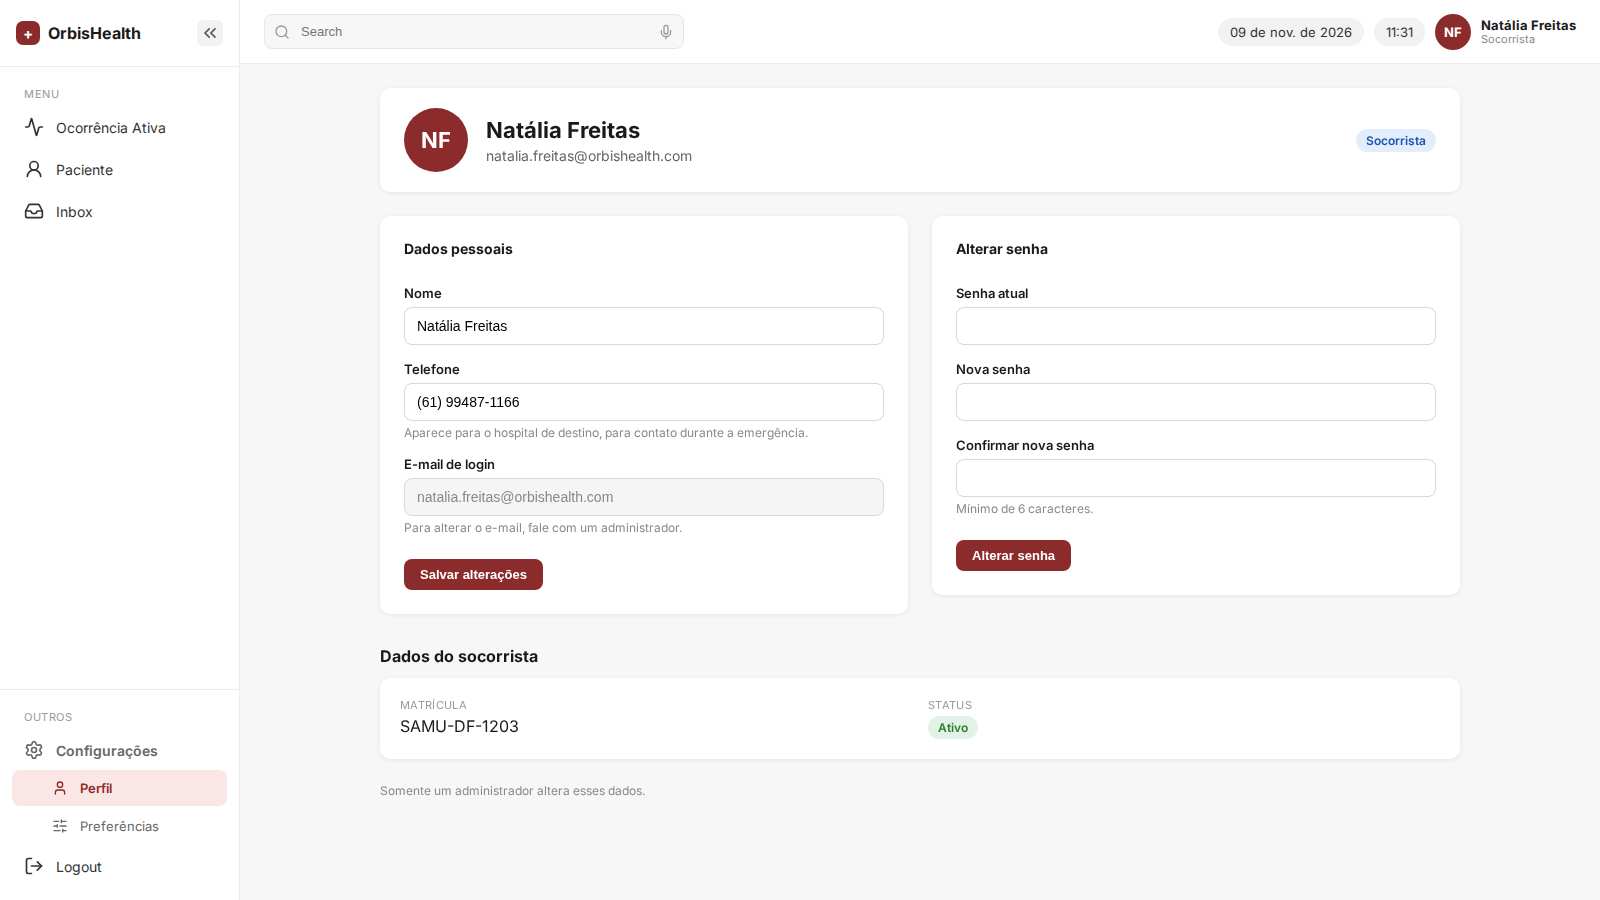 OrbisHealth
Search
09 de nov. de 2026
11:31
NF
Natália Freitas
Socorrista
MENU
Ocorrência Ativa
Paciente
Inbox
NF
Natália Freitas
natalia.freitas@orbishealth.com
Socorrista
Dados pessoais
Nome
Natália Freitas
Telefone
(61) 99487-1166
Aparece para o hospital de destino, para contato durante a emergência.
E-mail de login
natalia.freitas@orbishealth.com
Para alterar o e-mail, fale com um administrador.
Salvar alterações
Alterar senha
Senha atual
Nova senha
Confirmar nova senha
Mínimo de 6 caracteres.
Alterar senha
Dados do socorrista
MATRÍCULA
SAMU-DF-1203
STATUS
Ativo
Somente um administrador altera esses dados.
OUTROS
Configurações
Perfil
Preferências
Logout